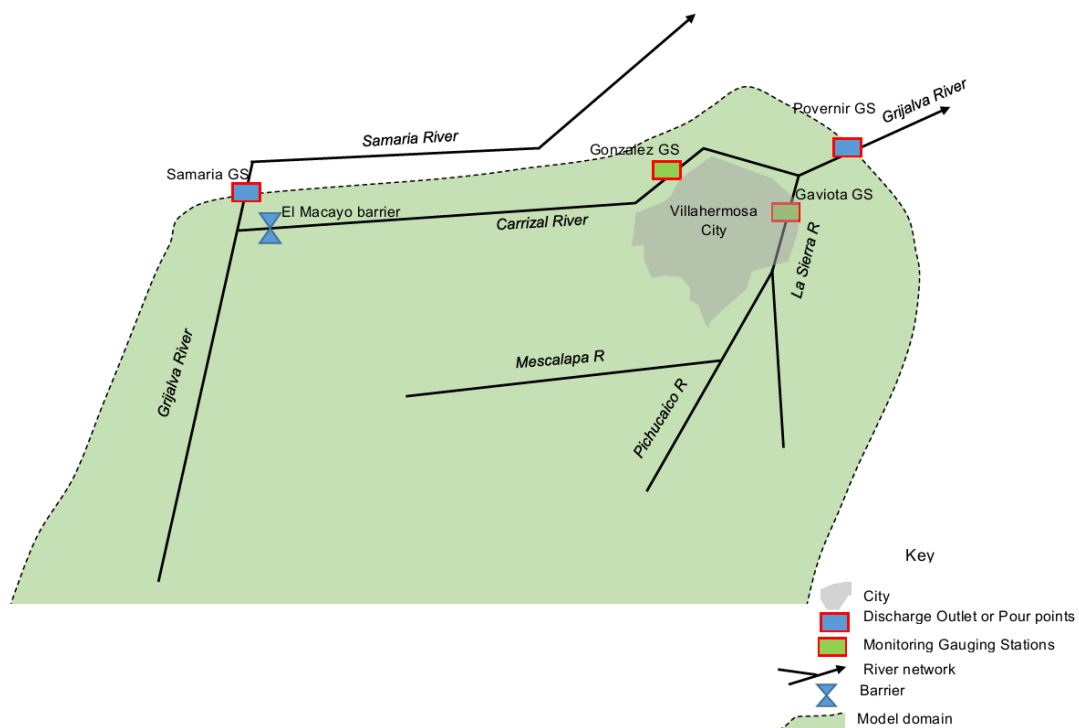 Povernir GS
Grijalva River
Samaria River
Gonzalez GS
Samaria GS
El Macayo barrier
Carrizal River
Villahermosa
City
Gaviota GS
La Sierra R
Grijalva River
Mescalapa R
Pichucaico R
Key
City
Discharge Outlet or Pour points
Monitoring Gauging Stations
River network
Barrier
Model domain